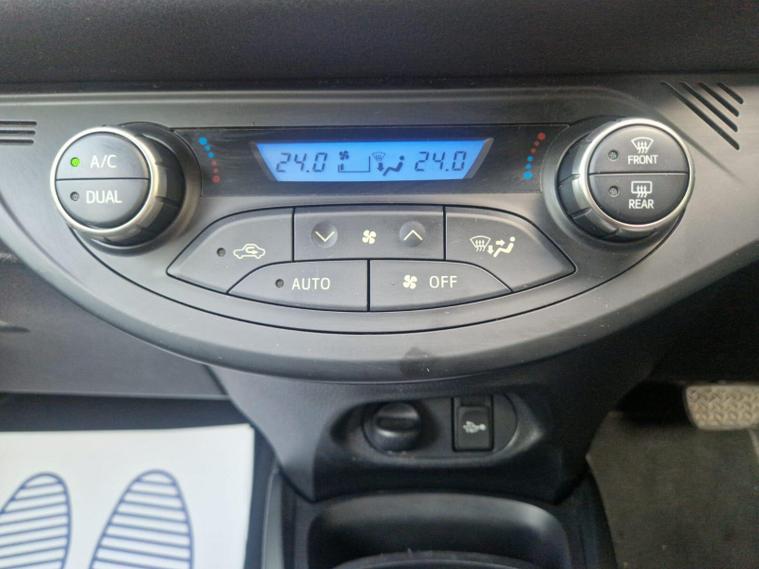 A/C
DUAL
24.0
24.0
FRONT
REAR
AUTO
OFF